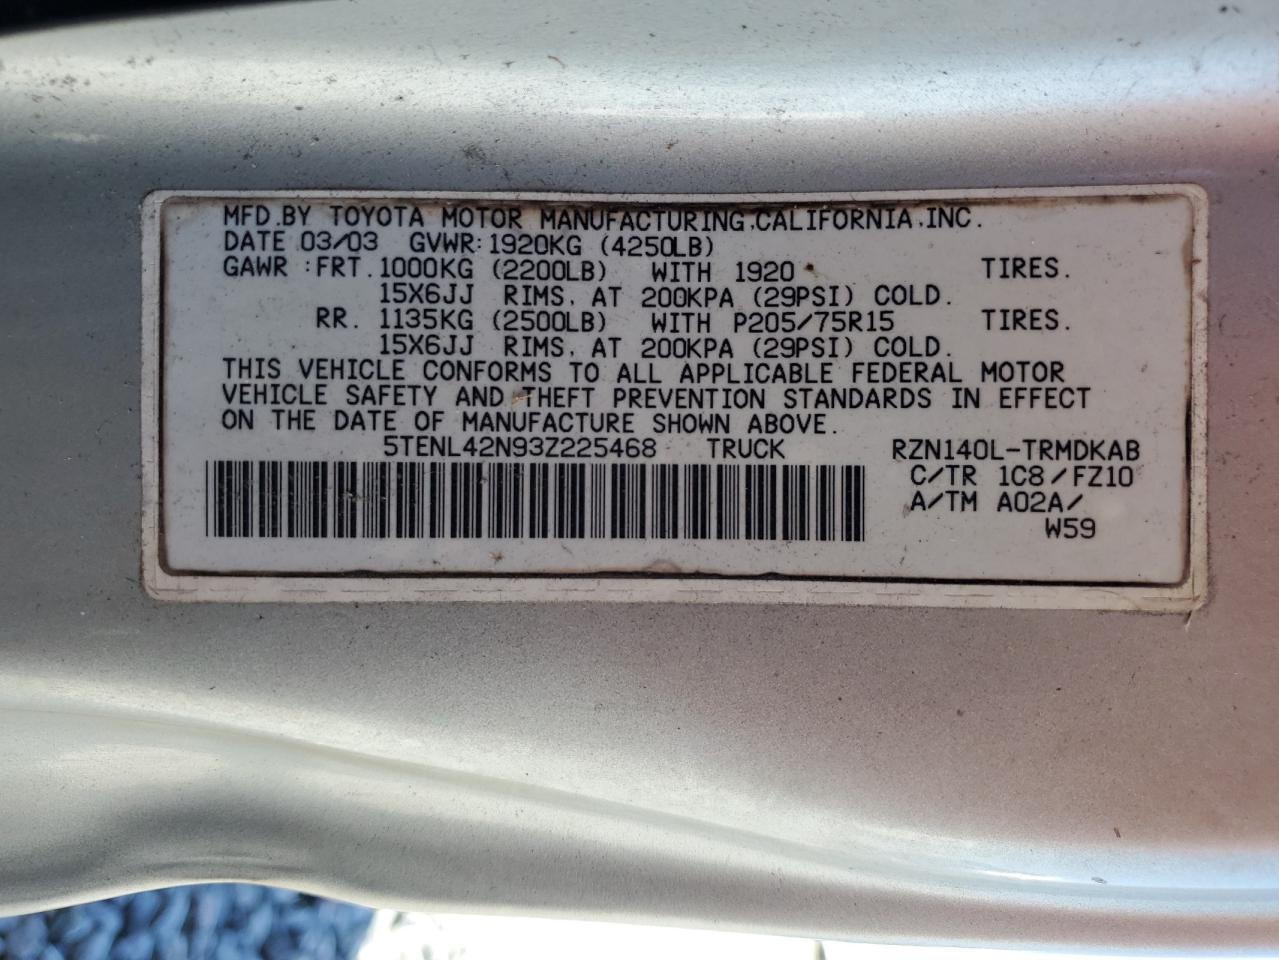 MFD.BY TOYOTA MOTOR MANUFACTURING,CALIFORNIA,INC.
DATE 03/03 GVWR:1920KG (4250LB)
GAWR :FRT.1000KG (2200LB) WITH 1920 TIRES.
15X6JJ RIMS, AT 200KPA (29PSI) COLD.
RR. 1135KG (2500LB) WITH P205/75R15 TIRES.
15X6JJ RIMS, AT 200KPA (29PSI) COLD.
THIS VEHICLE CONFORMS TO ALL APPLICABLE FEDERAL MOTOR
VEHICLE SAFETY AND THEFT PREVENTION STANDARDS IN EFFECT
ON THE DATE OF MANUFACTURE SHOWN ABOVE.
5TENL42N93Z225468 TRUCK RZN140L-TRMDKAB
C/TR 1C8/FZ10
A/TM A02A/
W59